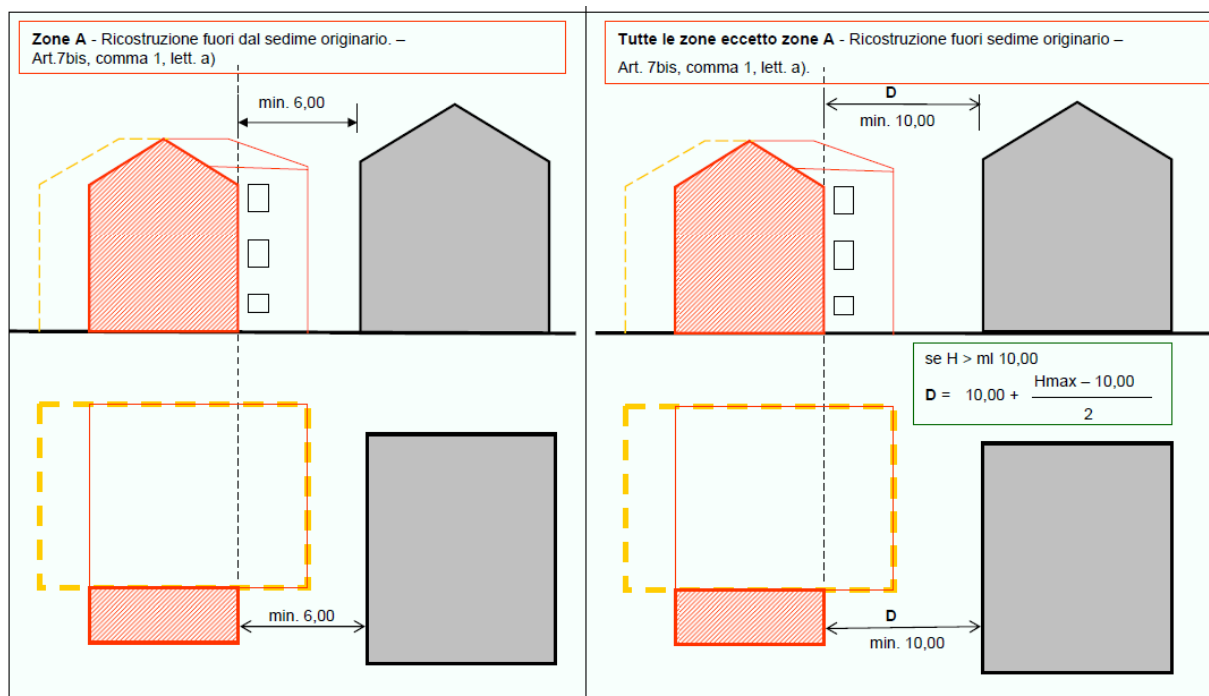 Zone A - Ricostruzione fuori dal sedime originario. –
Art.7bis, comma 1, lett. a)
min. 6,00
min. 6,00
Tutte le zone eccetto zone A - Ricostruzione fuori sedime originario –
Art. 7bis, comma 1, lett. a).
D
min. 10,00
se H > ml 10,00
D = 10,00 + Hmax – 10,00
2
D
min. 10,00